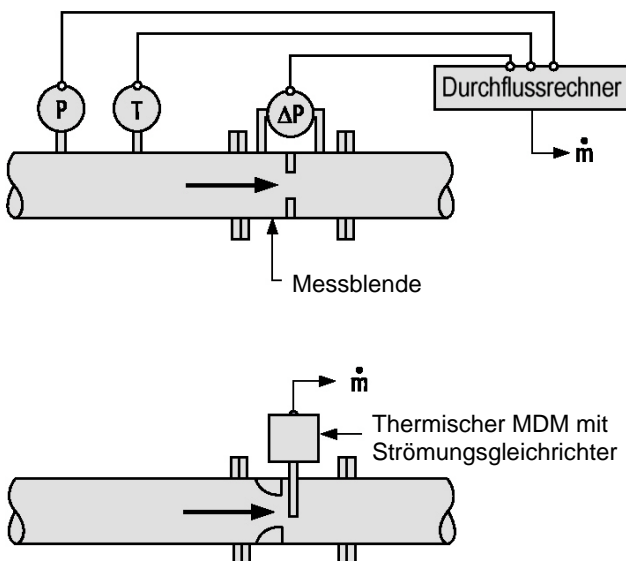 P
T
ΔP
Durchflussrechner
ṁ
Messblende
ṁ
Thermischer MDM mit
Strömungsgleichrichter